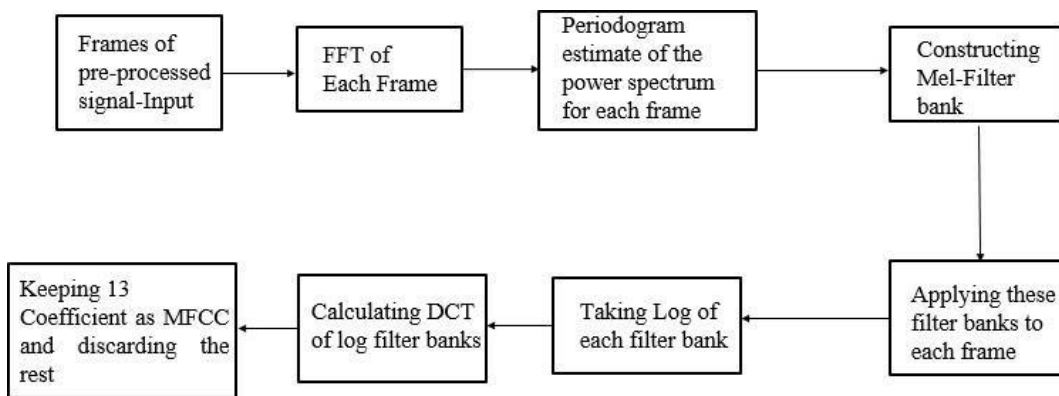 Frames of
pre-processed
signal-Input
FFT of
Each Frame
Periodogram
estimate of the
power spectrum
for each frame
Constructing
Mel-Filter
bank
Applying these
filter banks to
each frame
Taking Log of
each filter bank
Calculating DCT
of log filter banks
Keeping 13
Coefficient as MFCC
and discarding the
rest